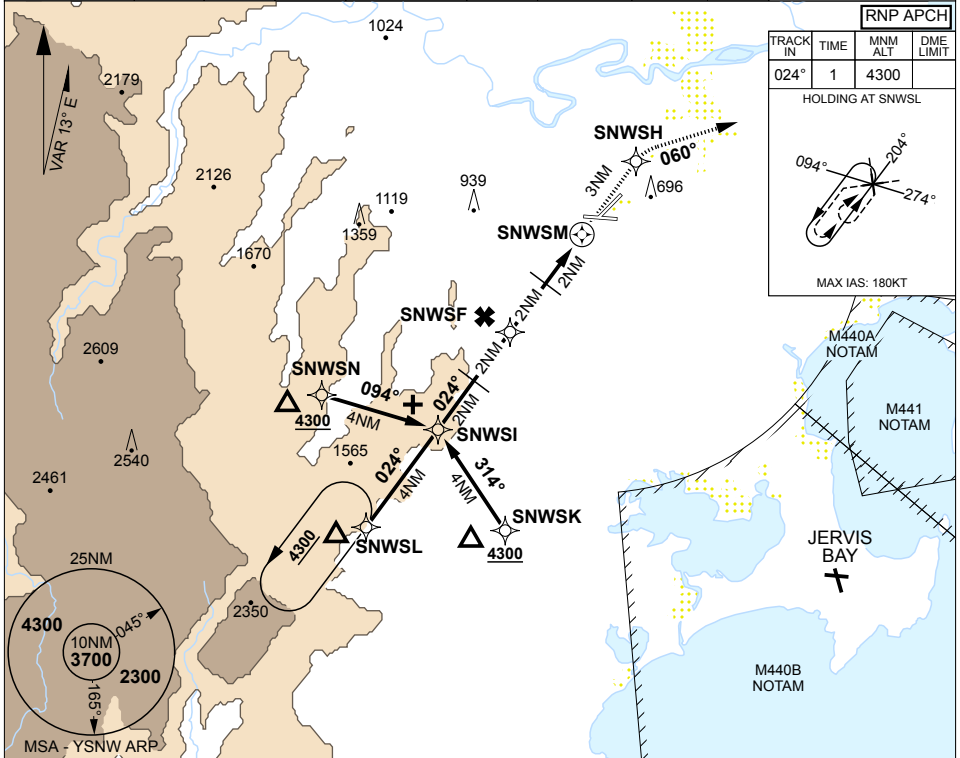 RNP APCH
TRACK IN
TIME
MNM ALT
DME LIMIT
024°
1
4300
HOLDING AT SNWSL
094°
204°
274°
MAX IAS: 180KT
VAR 13° E
1024
2179
2126
1119
939
1359
1670
696
SNWSH
060°
3NM
SNWSM
2NM
2NM
SNWSF
2NM
2609
SNWSN
094°
4NM
4300
024°
2NM
SNWSI
2540
2461
1565
024°
4NM
314°
4NM
SNWSL
4300
SNWSK
4300
2350
M440A
NOTAM
M441
NOTAM
JERVIS
BAY
M440B
NOTAM
25NM
4300
10NM
3700
045°
2300
165°
MSA - YSNW ARP